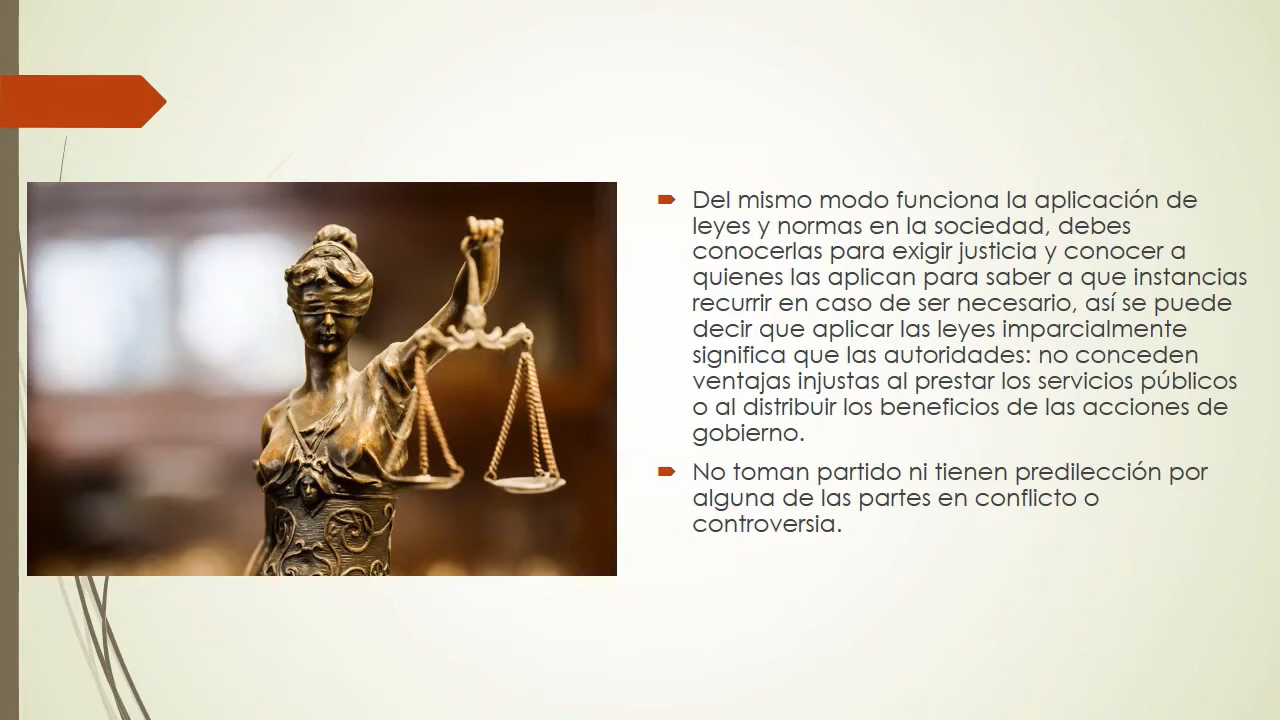 Del mismo modo funciona la aplicación de
leyes y normas en la sociedad, debes
conocerlas para exigir justicia y conocer a
quienes las aplican para saber a que instancias
recurrir en caso de ser necesario, así se puede
decir que aplicar las leyes imparcialmente
significa que las autoridades: no conceden
ventajas injustas al prestar los servicios públicos
o al distribuir los beneficios de las acciones de
gobierno.
No toman partido ni tienen predilección por
alguna de las partes en conflicto o
controversia.